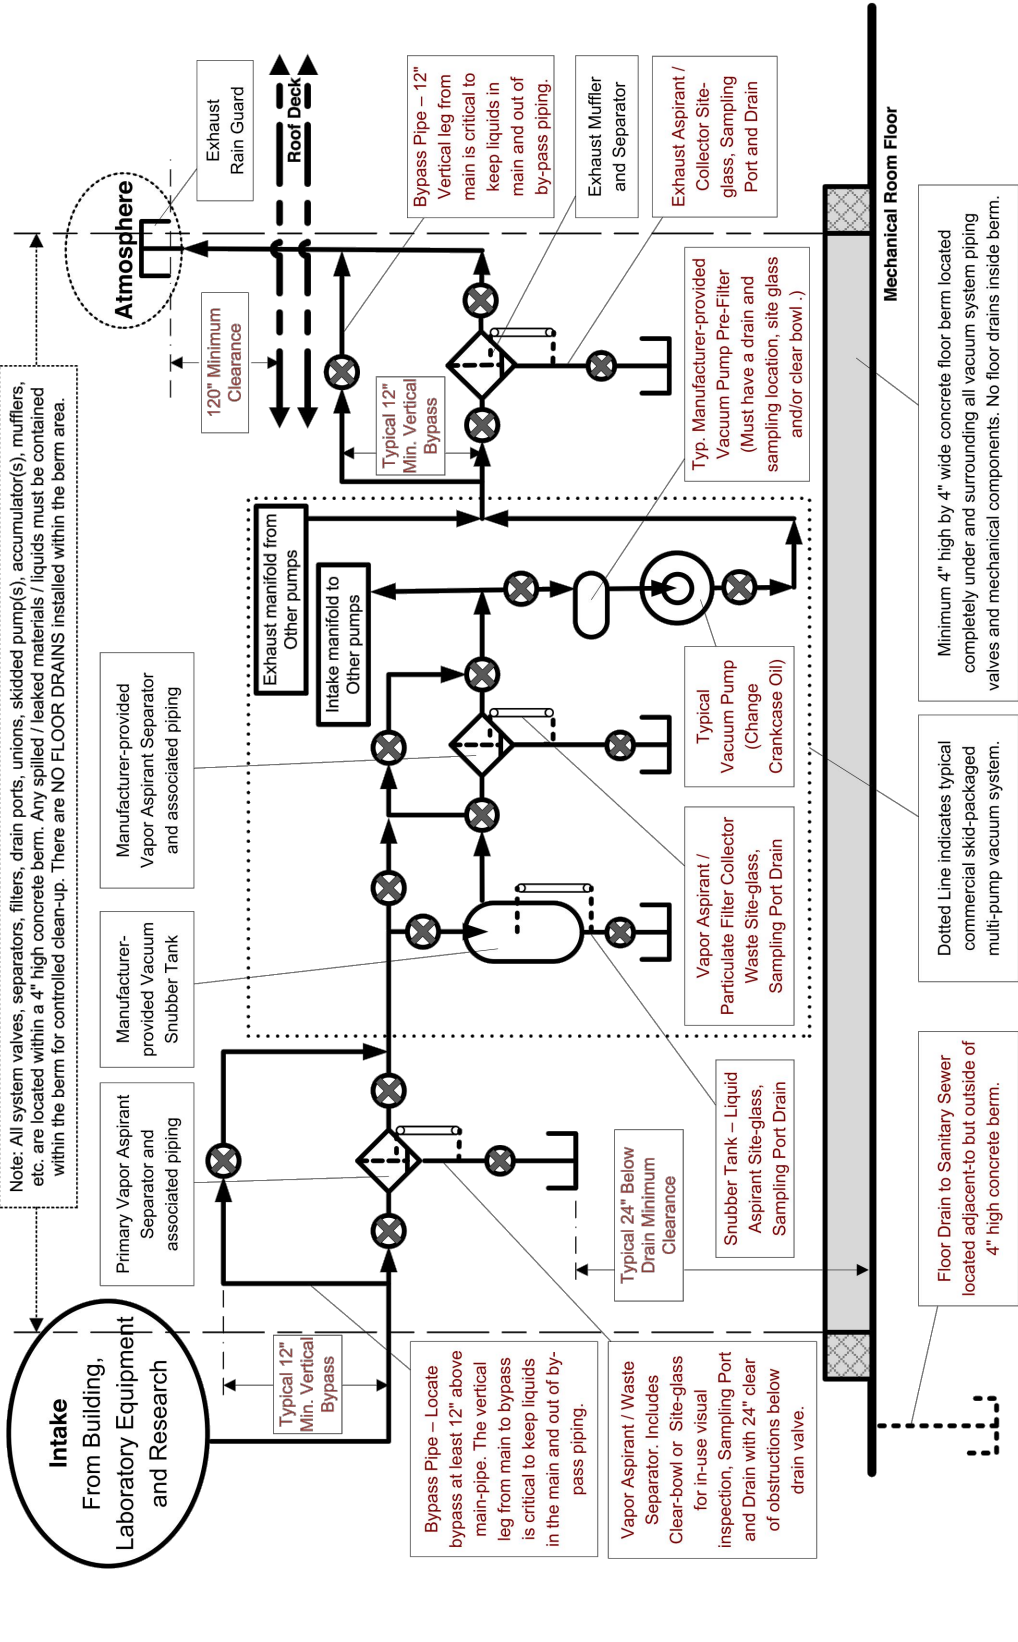 Note: All system valves, separators, filters, drain ports, unions, skidded pump(s), accumulator(s), mufflers,
etc. are located within a 4" high concrete berm. Any spilled / leaked materials / liquids must be contained
within the berm for controlled clean-up. There are NO FLOOR DRAINS installed within the berm area.
Intake
From Building,
Laboratory Equipment
and Research
Primary Vapor Aspirant
Separator and
associated piping
Manufacturer-
provided Vacuum
Snubber Tank
Manufacturer-provided
Vapor Aspirant Separator
and associated piping
Atmosphere
Exhaust
Rain Guard
120" Minimum
Clearance
Roof Deck
Typical 12"
Min. Vertical
Bypass
Exhaust manifold from
Other pumps
Intake manifold to
Other pumps
Typical 12"
Min. Vertical
Bypass
Bypass Pipe – 12"
Vertical leg from
main is critical to
keep liquids in
main and out of
by-pass piping.
Exhaust Muffler
and Separator
Exhaust Aspirant /
Collector Site-
glass, Sampling
Port and Drain
Bypass Pipe – Locate
bypass at least 12" above
main-pipe. The vertical
leg from main to bypass
is critical to keep liquids
in the main and out of by-
pass piping.
Vapor Aspirant / Waste
Separator. Includes
Clear-bowl or Site-glass
for in-use visual
inspection, Sampling Port
and Drain with 24" clear
of obstructions below
drain valve.
Typical 24" Below
Drain Minimum
Clearance
Snubber Tank – Liquid
Aspirant Site-glass,
Sampling Port Drain
Vapor Aspirant /
Particulate Filter Collector
Waste Site-glass,
Sampling Port Drain
Typical
Vacuum Pump
(Change
Crankcase Oil)
Typ. Manufacturer-provided
Vacuum Pump Pre-Filter
(Must have a drain and
sampling location, site glass
and/or clear bowl .)
Mechanical Room Floor
Floor Drain to Sanitary Sewer
located adjacent-to but outside of
4" high concrete berm.
Dotted Line indicates typical
commercial skid-packaged
multi-pump vacuum system.
Minimum 4" high by 4" wide concrete floor berm located
completely under and surrounding all vacuum system piping
valves and mechanical components. No floor drains inside berm.